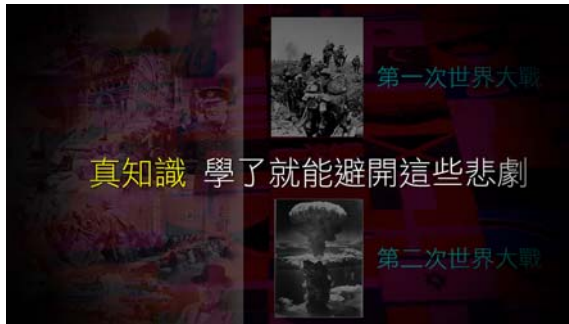 第一次世界大戰
真知識 學了就能避開這些悲劇
第二次世界大戰